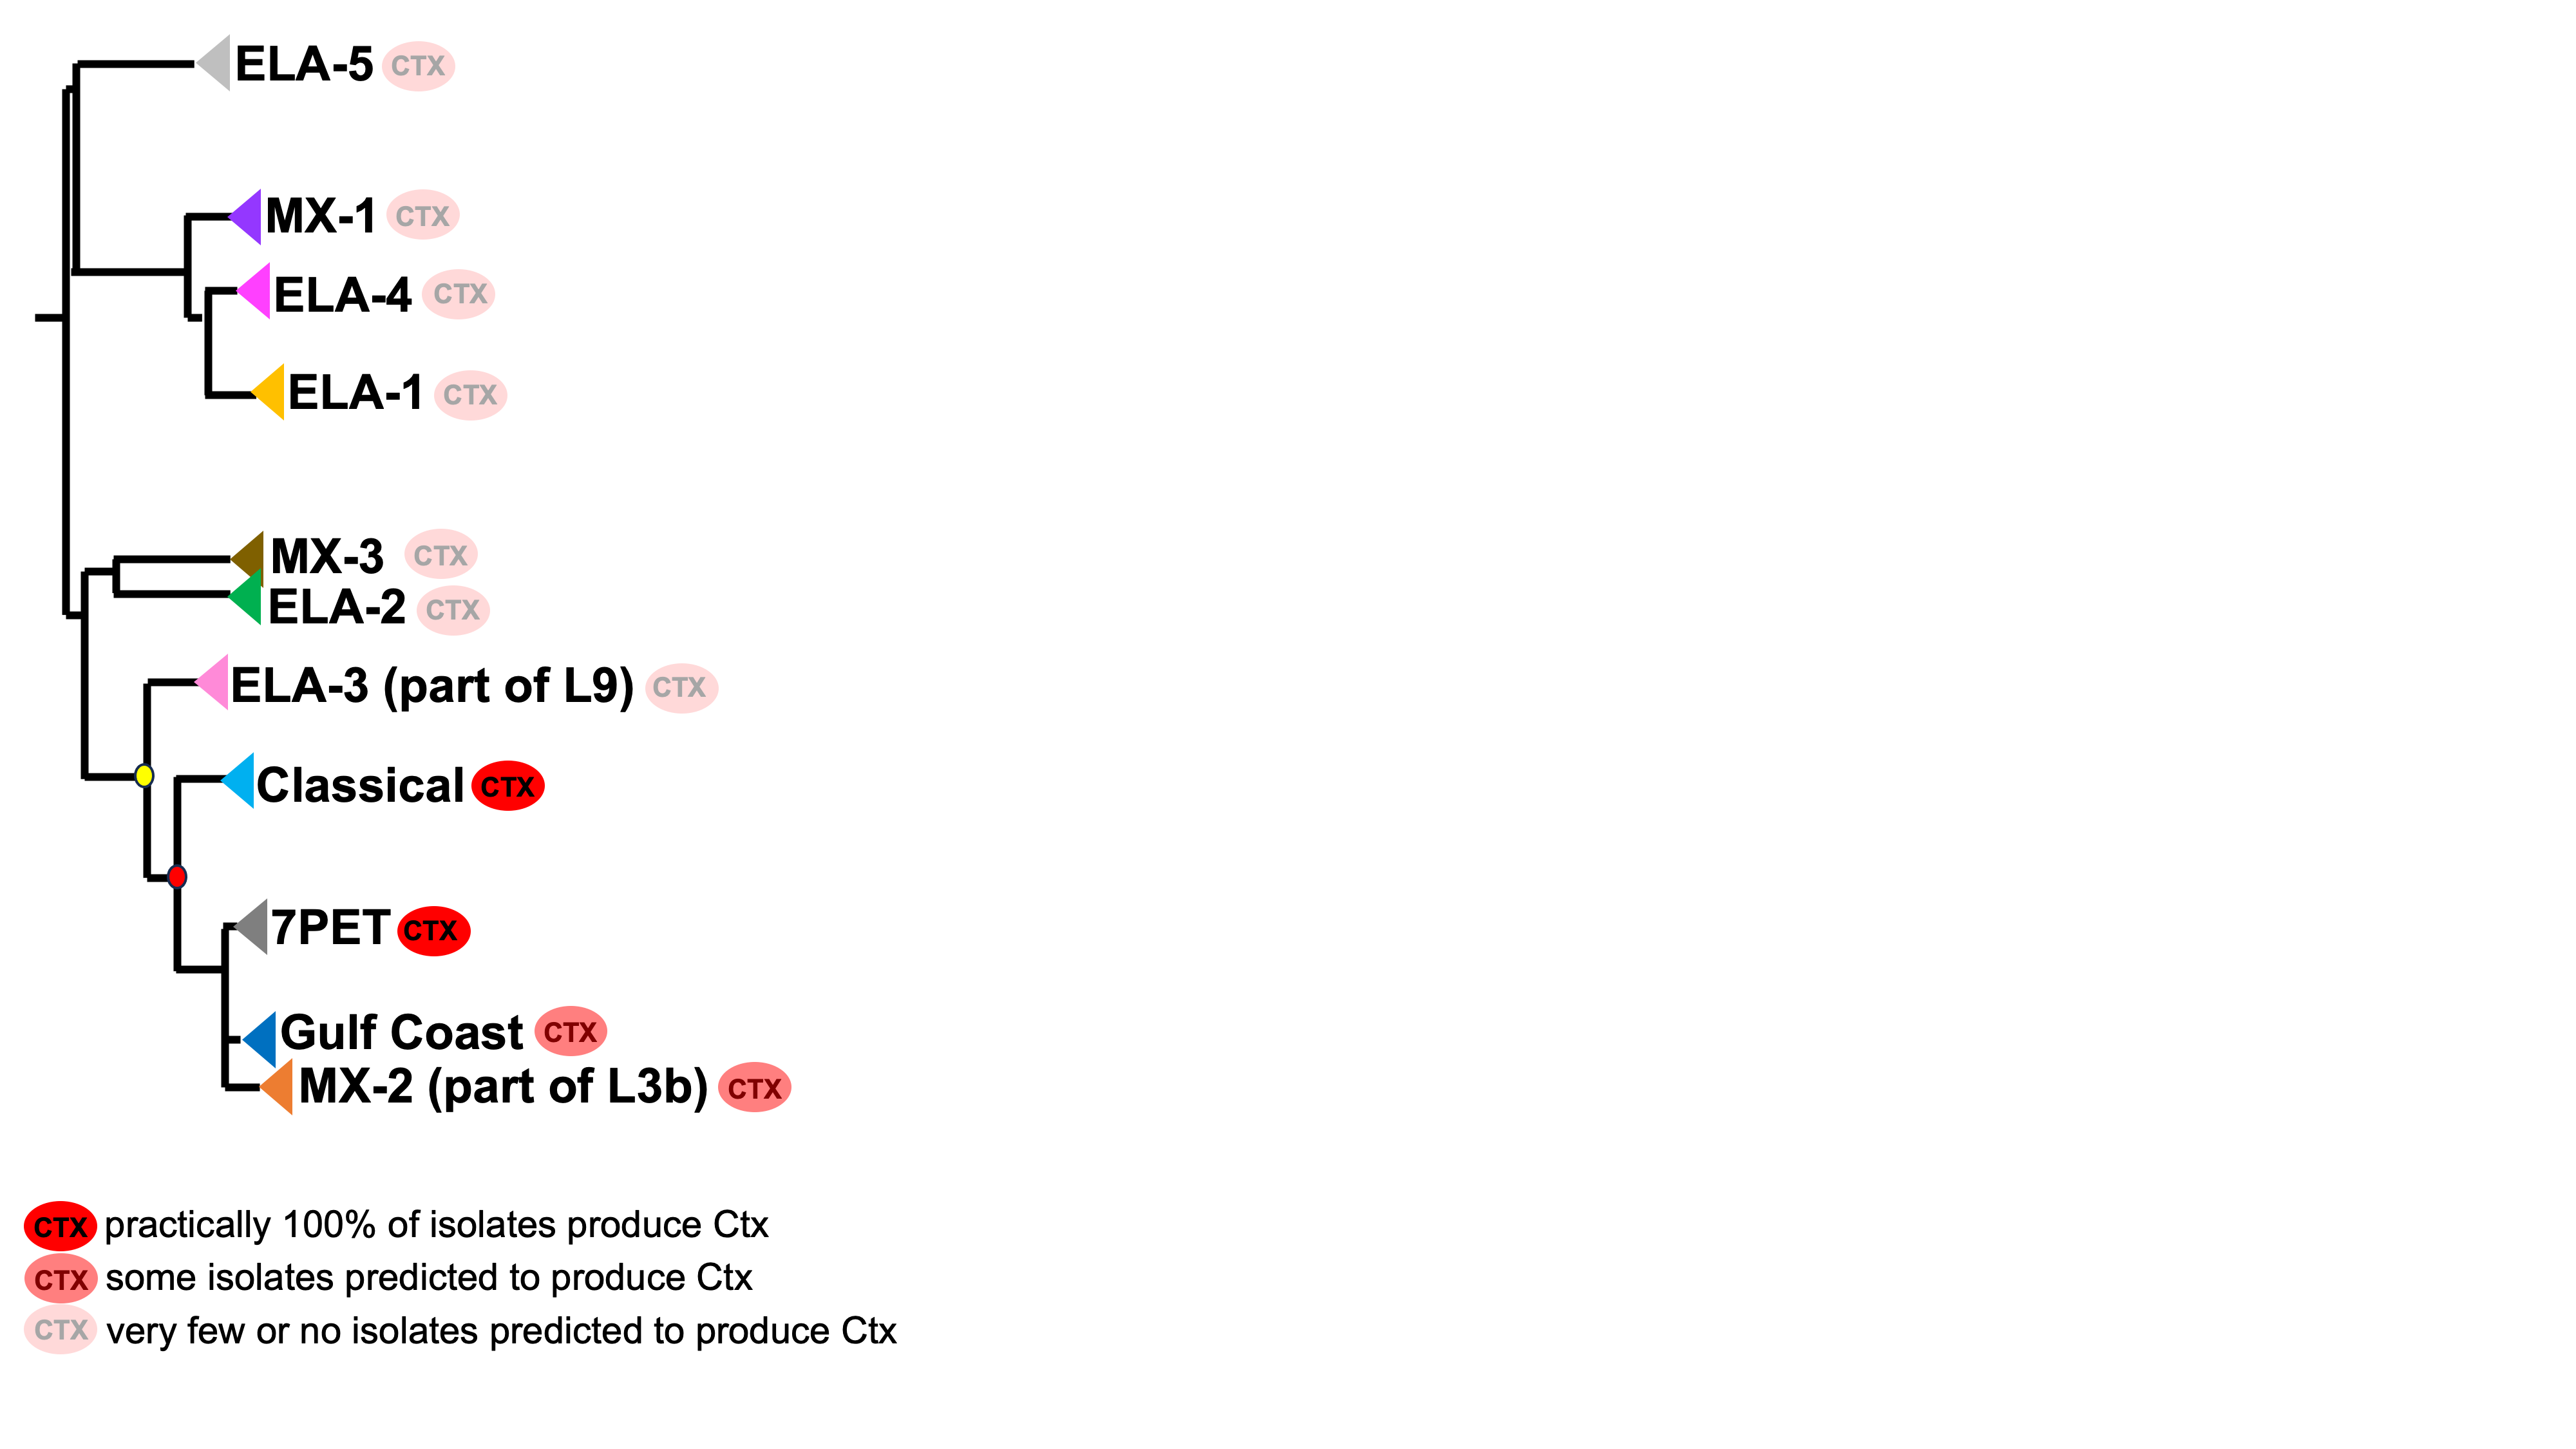 ELA-5 CTX
MX-1 CTX
ELA-4 CTX
ELA-1 CTX
MX-3 CTX
ELA-2 CTX
ELA-3 (part of L9) CTX
Classical CTX
7PET CTX
Gulf Coast CTX
MX-2 (part of L3b) CTX
CTX practically 100% of isolates produce Ctx
CTX some isolates predicted to produce Ctx
CTX very few or no isolates predicted to produce Ctx